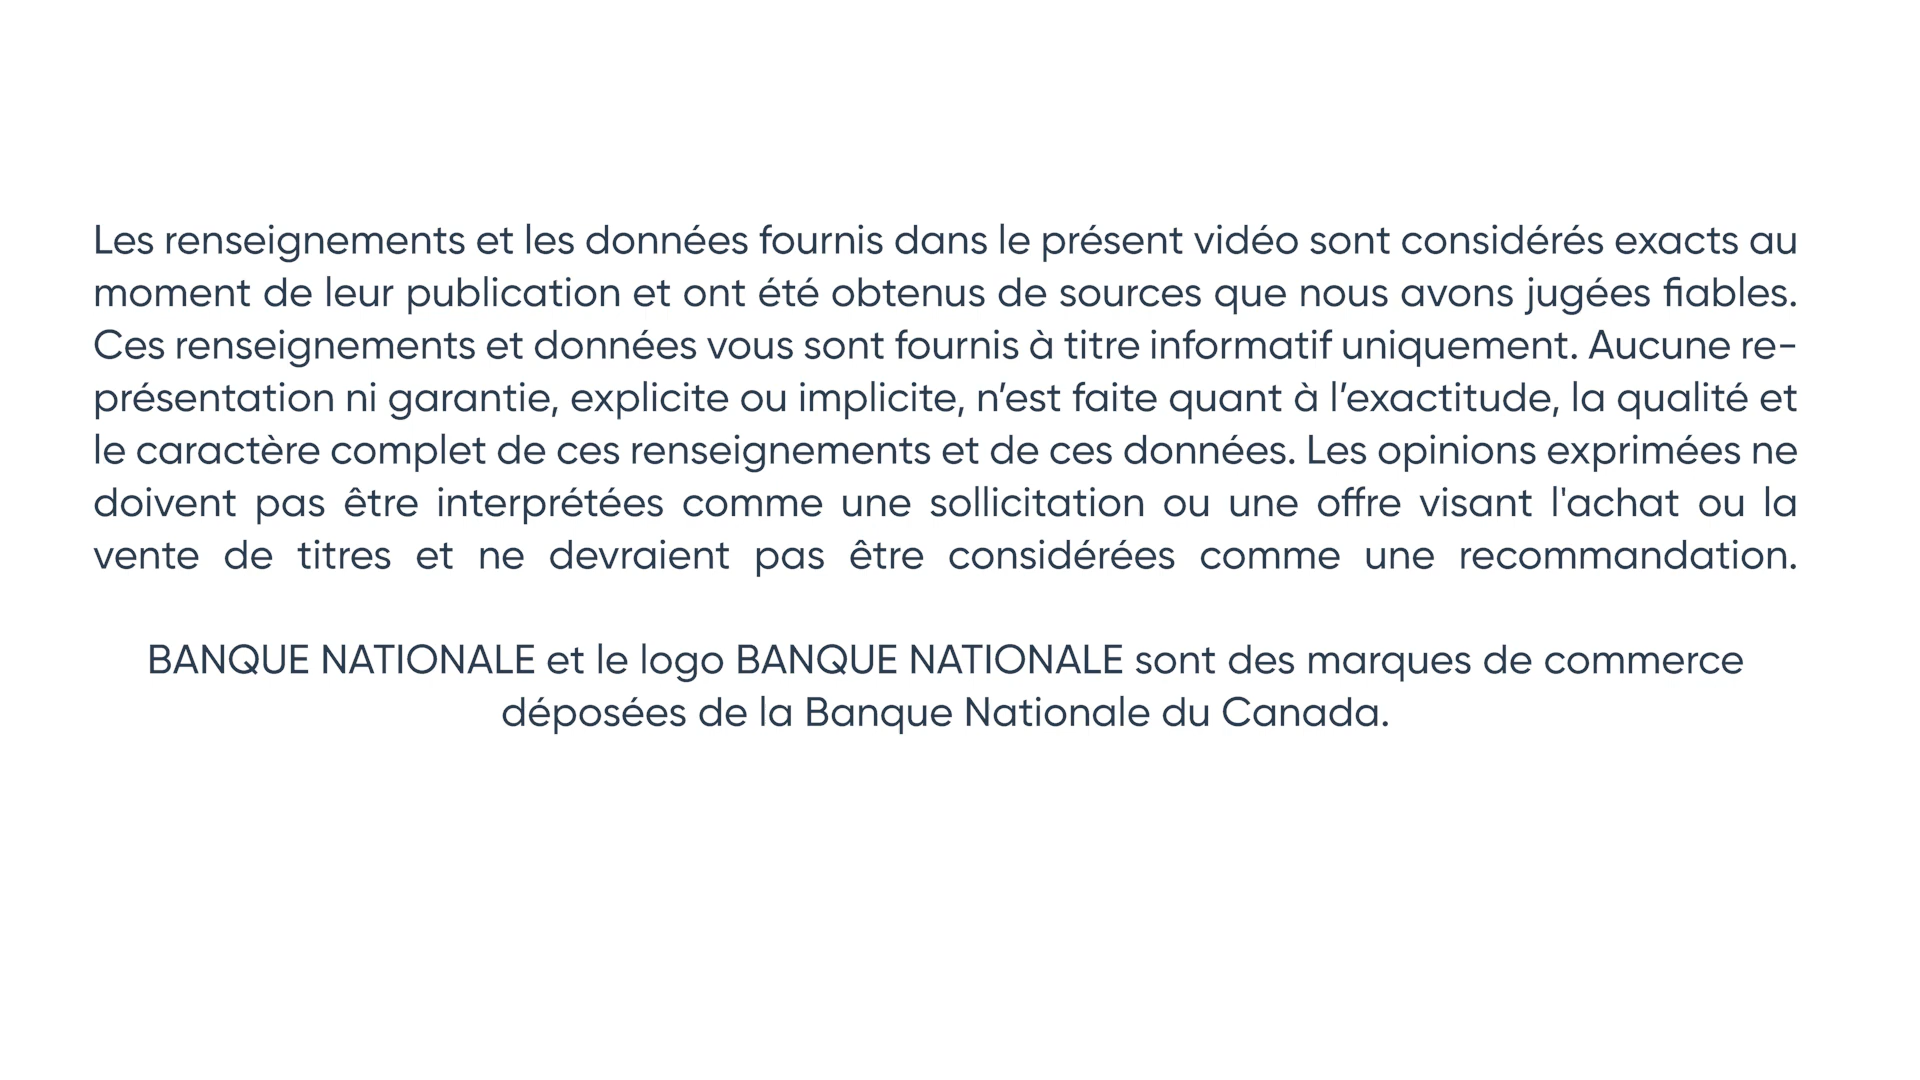 Les renseignements et les données fournis dans le présent vidéo sont considérés exacts au
moment de leur publication et ont été obtenus de sources que nous avons jugées fiables.
Ces renseignements et données vous sont fournis à titre informatif uniquement. Aucune re-
présentation ni garantie, explicite ou implicite, n’est faite quant à l’exactitude, la qualité et
le caractère complet de ces renseignements et de ces données. Les opinions exprimées ne
doivent pas être interprétées comme une sollicitation ou une offre visant l'achat ou la
vente de titres et ne devraient pas être considérées comme une recommandation.
BANQUE NATIONALE et le logo BANQUE NATIONALE sont des marques de commerce
déposées de la Banque Nationale du Canada.